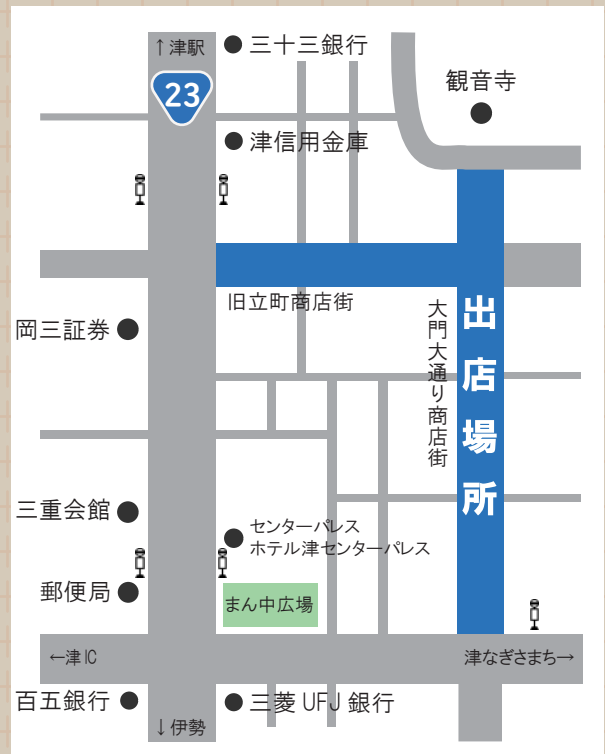 ↑津駅
三十三銀行
23
観音寺
津信用金庫
旧立町商店街
岡三証券
大門大通り商店街
出店場所
三重会館
センターパレス
ホテル津センターパレス
郵便局
まん中広場
←津IC
津なぎさまち→
百五銀行
三菱UFJ銀行
↓伊勢